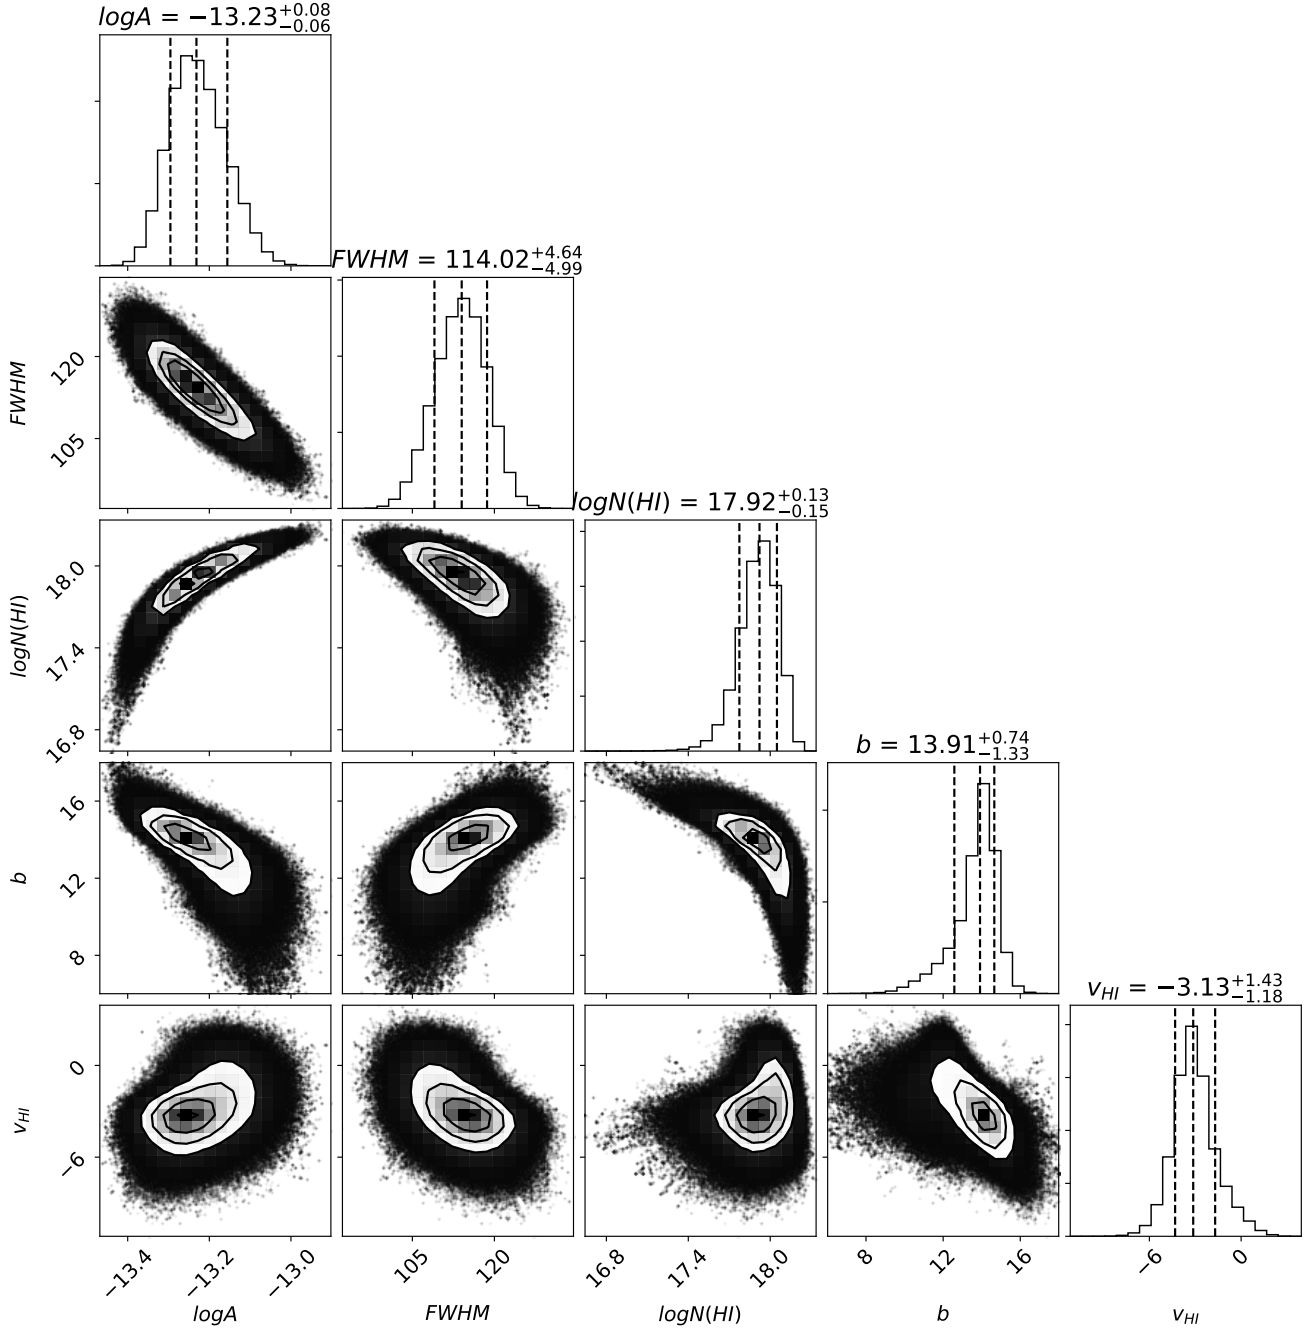 logA = −13.23+0.08−0.06
FWHM = 114.02+4.64−4.99
FWHM
120
105
logN(HI) = 17.92+0.13−0.15
logN(HI)
18.0
17.4
16.8
b = 13.91+0.74−1.33
b
16
12
8
vHI = −3.13+1.43−1.18
vHI
0
−6
−13.4 −13.2 −13.0 105 120 16.8 17.4 18.0 8 12 16 −6 0
logA FWHM logN(HI) b vHI